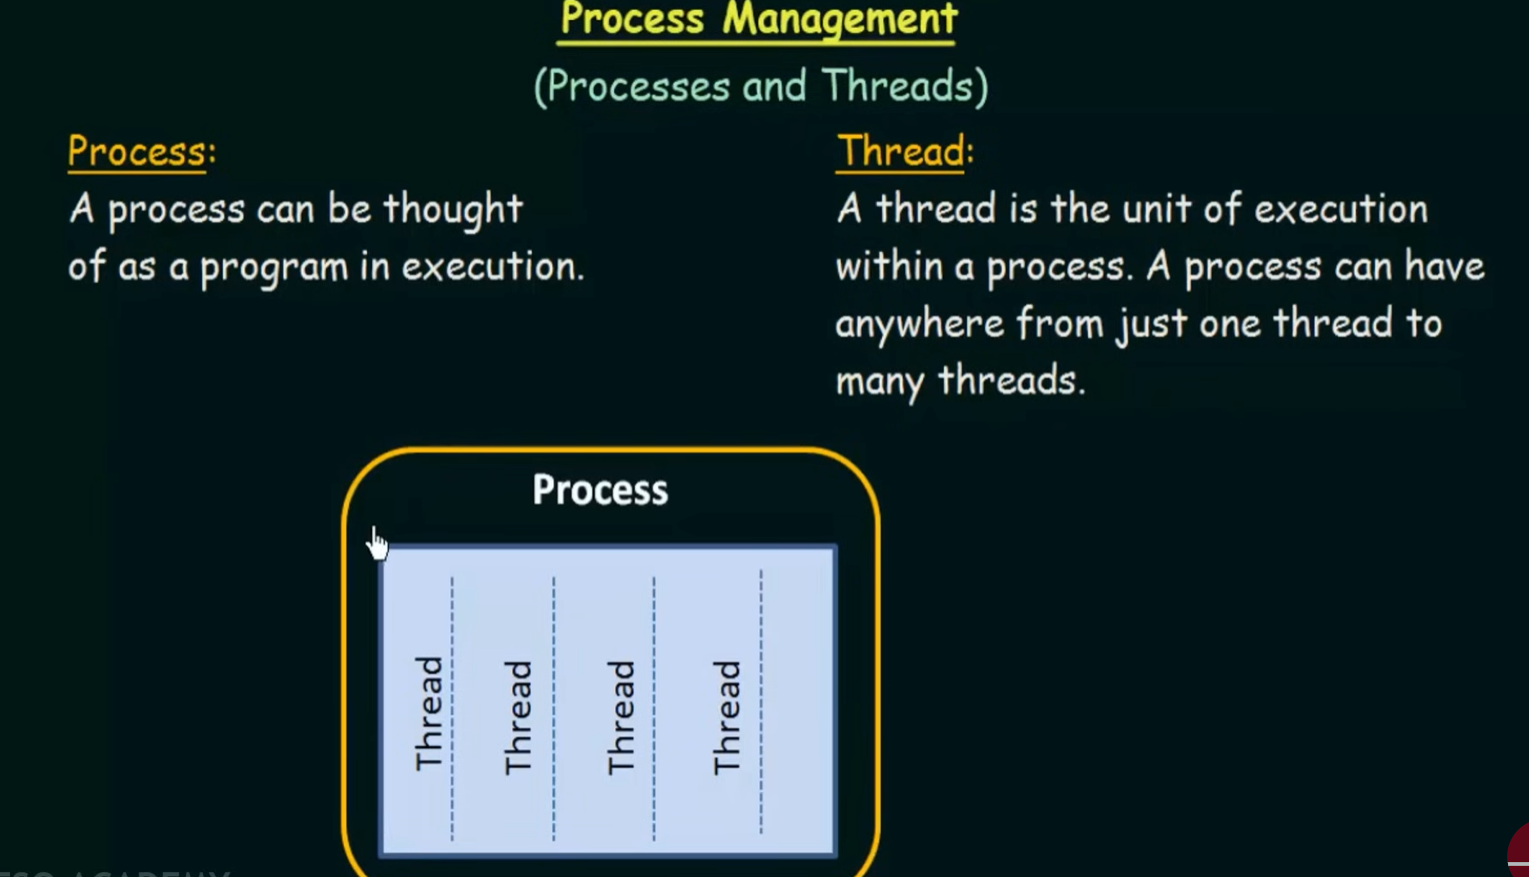 Process Management
(Processes and Threads)
Process:
A process can be thought
of as a program in execution.
Thread:
A thread is the unit of execution
within a process. A process can have
anywhere from just one thread to
many threads.
Process
Thread
Thread
Thread
Thread
ACADEMY